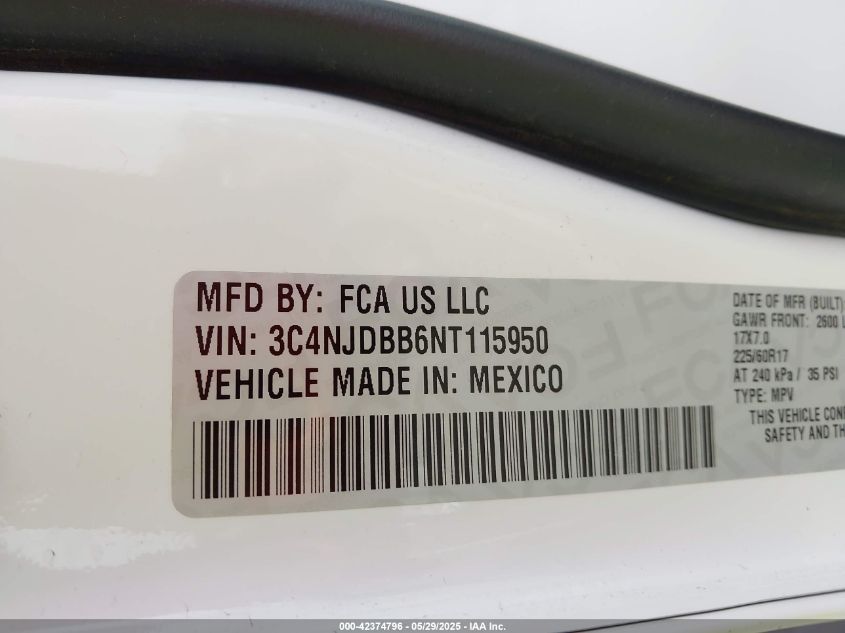 MFD BY: FCA US LLC
VIN: 3C4NJDBB6NT115950
VEHICLE MADE IN: MEXICO
DATE OF MFR (BUILT)
GAWR FRONT: 2600
17X7.0
225/60R17
AT 240 kPa / 35 PSI
TYPE: MPV
THIS VEHICLE
SAFETY AND
000-42374796 - 05/29/2025 - IAA Inc.